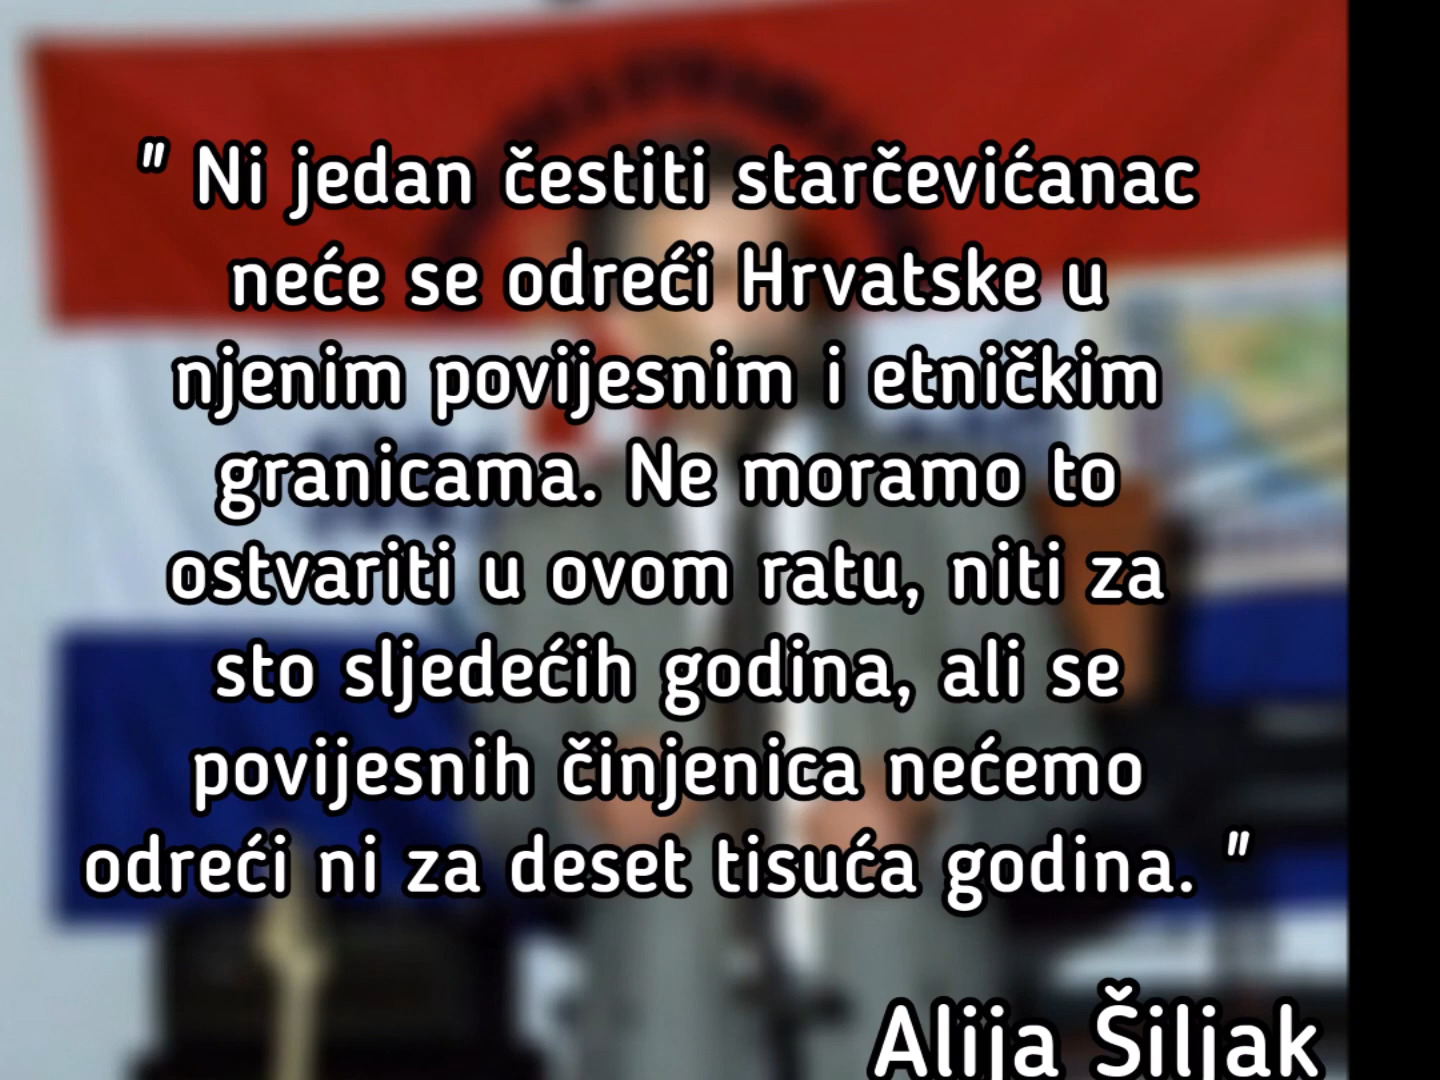 " Ni jedan čestiti starčevićanac
neće se odreći Hrvatske u
njenim povijesnim i etničkim
granicama. Ne moramo to
ostvariti u ovom ratu, niti za
sto sljedećih godina, ali se
povijesnih činjenica nećemo
odreći ni za deset tisuća godina. "
Alija Šiljak